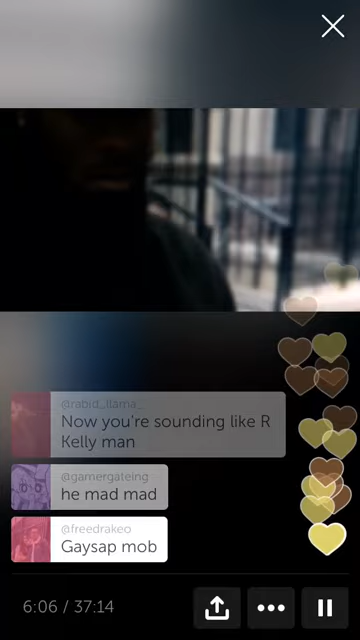 @rabid_llama_
Now you're sounding like R
Kelly man
@gamergateing
he mad mad
@freedrakeo
Gaysap mob
6:06 / 37:14